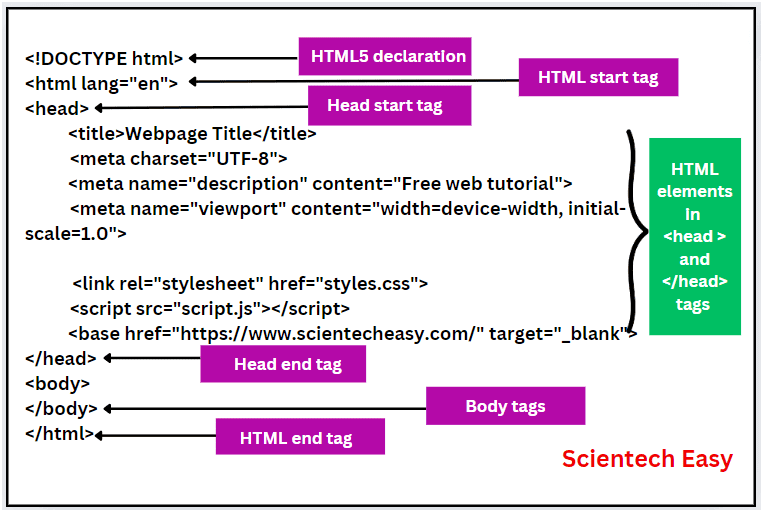 <!DOCTYPE html>
HTML5 declaration
<html lang="en">
HTML start tag
<head>
Head start tag
<title>Webpage Title</title>
<meta charset="UTF-8">
<meta name="description" content="Free web tutorial">
<meta name="viewport" content="width=device-width, initial-
scale=1.0">
<link rel="stylesheet" href="styles.css">
<script src="script.js"></script>
<base href="https://www.scientecheasy.com/" target="_blank">
HTML
elements
In
<head >
and
</head>
tags
</head>
Head end tag
<body>
</body>
Body tags
</html>
HTML end tag
Scientech Easy